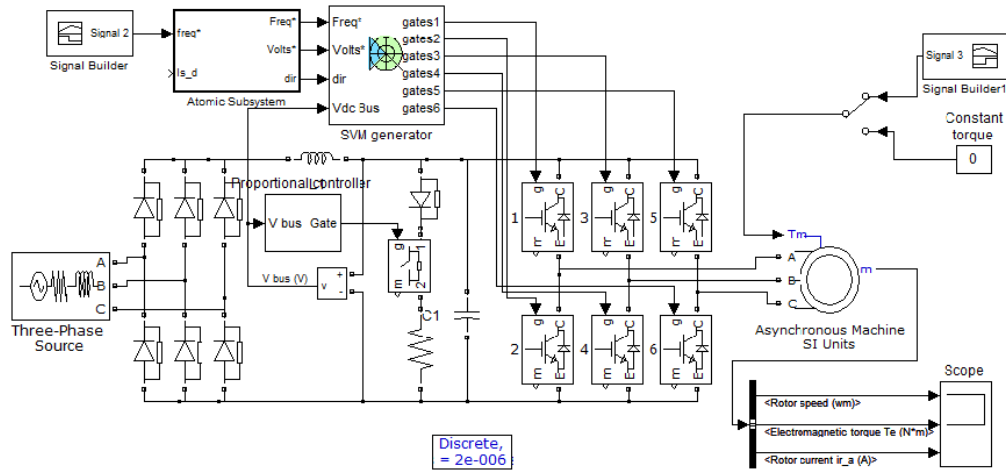 Signal 2
Signal Builder
freq*
Is_d
Freq*
Volts*
dir
Atomic Subsystem
Freq*
Volts*
dir
Vdc Bus
gates1
gates2
gates3
gates4
gates5
gates6
SVM generator
Signal 3
Signal Builder1
Constant
torque
0
Proportional controller
V bus
Gate
V bus (V)
v
+
-
g
m
1
2
C1
1
g
m
C
E
3
g
m
C
E
5
g
m
C
E
2
g
m
C
E
4
g
m
C
E
6
g
m
C
E
A
B
C
Three-Phase
Source
Tm
A
B
C
m
Asynchronous Machine
SI Units
Scope
<Rotor speed (wm)>
<Electromagnetic torque Te (N*m)>
<Rotor current ir_a (A)>
Discrete,
= 2e-006